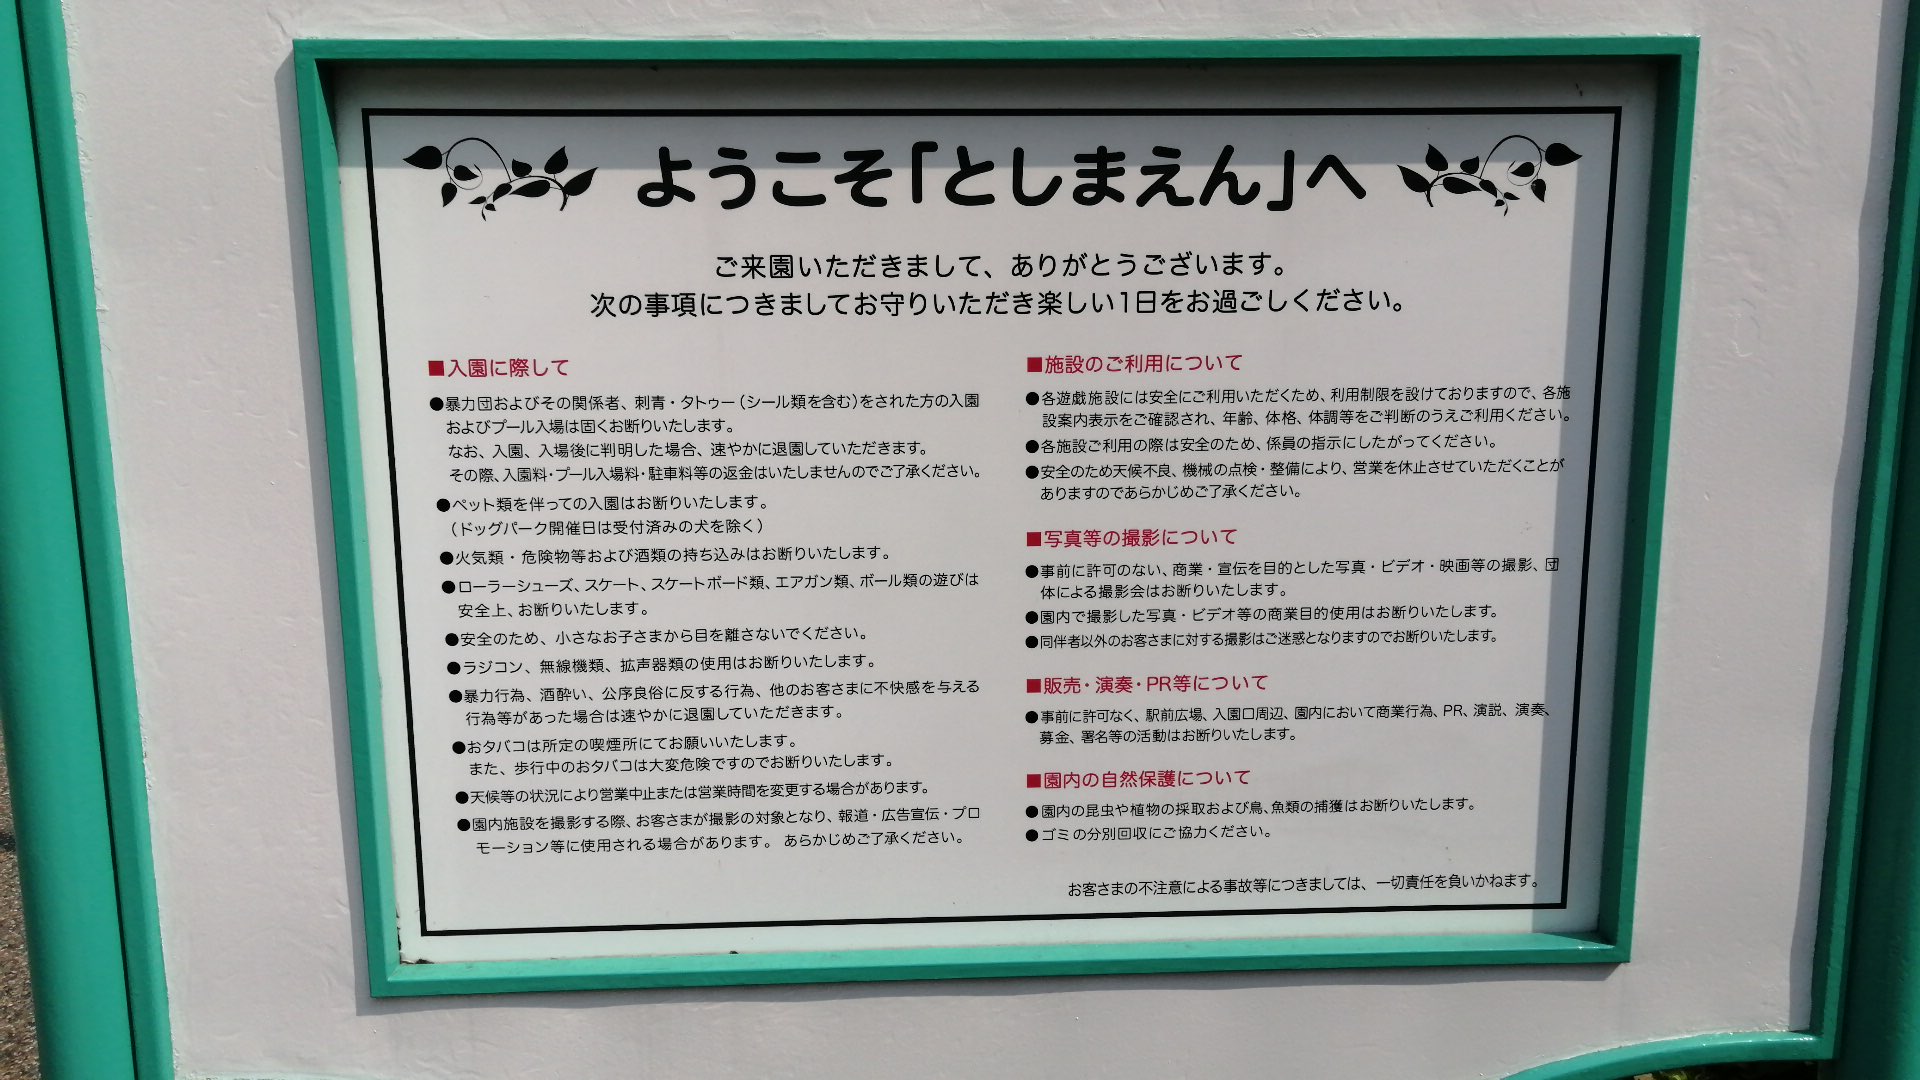 ようこそ「としまえん」へ
ご来園いただきまして、ありがとうございます。
次の事項につきましてお守りいただき楽しい1日をお過ごしください。
■入園に際して
●暴力団およびその関係者、刺青・タトゥー(シール類を含む)をされた方の入園
およびプール入場は固くお断りいたします。
なお、入園、入場後に判明した場合、速やかに退園していただきます。
その際、入園料・プール入場料・駐車料等の返金はいたしませんのでご了承ください。
●ペット類を伴っての入園はお断りいたします。
(ドッグパーク開催日は受付済みの犬を除く)
●火気類・危険物等および酒類の持ち込みはお断りいたします。
●ローラーシューズ、スケート、スケートボード類、エアガン類、ボール類の遊びは
安全上、お断りいたします。
●安全のため、小さなお子さまから目を離さないでください。
●ラジコン、無線機類、拡声器類の使用はお断りいたします。
●暴力行為、酒酔い、公序良俗に反する行為、他のお客さまに不快感を与える
行為等があった場合は速やかに退園していただきます。
●おタバコは所定の喫煙所にてお願いいたします。
また、歩行中のおタバコは大変危険ですのでお断りいたします。
●天候等の状況により営業中止または営業時間を変更する場合があります。
●園内施設を撮影する際、お客さまが撮影の対象となり、報道・広告宣伝・プロ
モーション等に使用される場合があります。 あらかじめご了承ください。
■施設のご利用について
●各遊戯施設には安全にご利用いただくため、利用制限を設けておりますので、各施
設案内表示をご確認され、年齢、体格、体調等をご判断のうえご利用ください。
●各施設ご利用の際は安全のため、係員の指示にしたがってください。
●安全のため天候不良、機械の点検・整備により、営業を休止させていただくことが
ありますのであらかじめご了承ください。
■写真等の撮影について
●事前に許可のない、商業・宣伝を目的とした写真・ビデオ・映画等の撮影、団
体による撮影会はお断りいたします。
●園内で撮影した写真・ビデオ等の商業目的使用はお断りいたします。
●同伴者以外のお客さまに対する撮影はご迷惑となりますのでお断りいたします。
■販売・演奏・PR等について
●事前に許可なく、駅前広場、入園口周辺、園内において商業行為、PR、演説、演奏、
募金、署名等の活動はお断りいたします。
■園内の自然保護について
●園内の昆虫や植物の採取および鳥、魚類の捕獲はお断りいたします。
●ゴミの分別回収にご協力ください。
お客さまの不注意による事故等につきましては、一切責任を負いかねます。